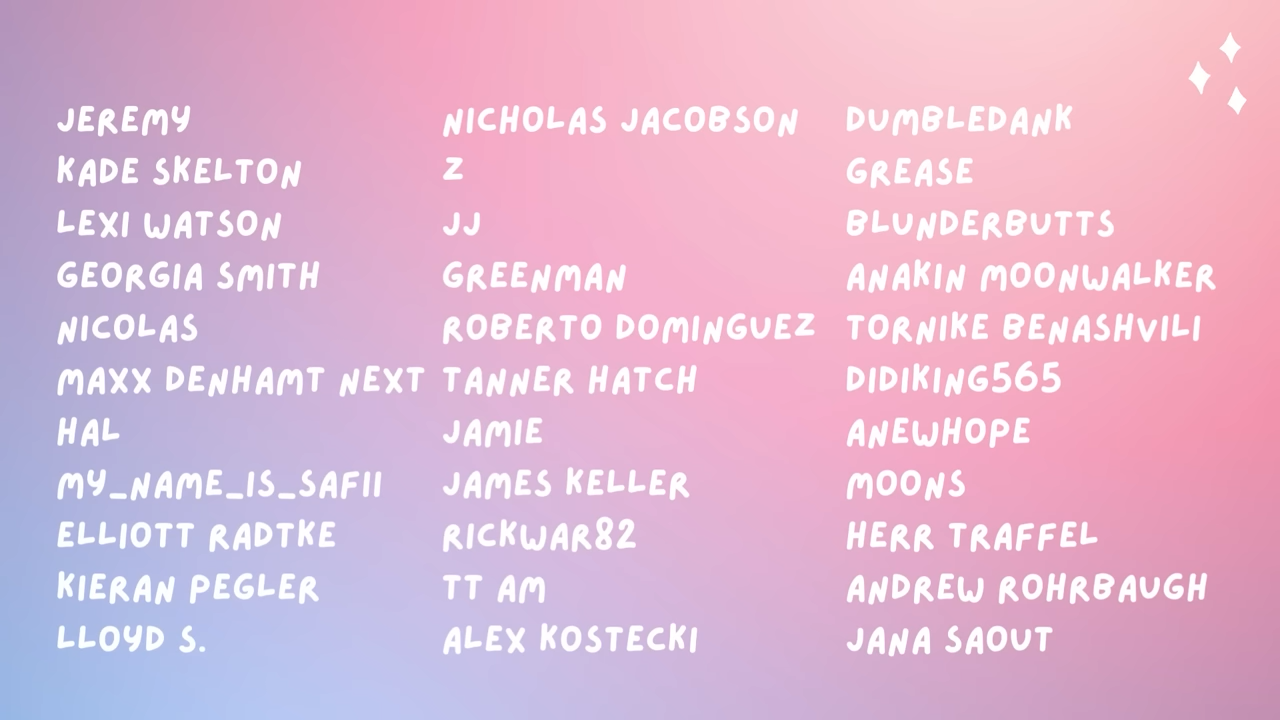 JEREMY
KADE SKELTON
LEXI WATSON
GEORGIA SMITH
NICOLAS
MAXX DENHAMT NEXT
HAL
MY_NAME_IS_SAFII
ELLIOTT RADTKE
KIERAN PEGLER
LLOYD S.
NICHOLAS JACOBSON
Z
JJ
GREENMAN
ROBERTO DOMINGUEZ
TANNER HATCH
JAMIE
JAMES KELLER
RICKWAR82
TT AM
ALEX KOSTECKI
DUMBLEDANK
GREASE
BLUNDERBUTTS
ANAKIN MOONWALKER
TORNIKE BENASHVILI
DIDIKING565
ANEWHOPE
MOONS
HERR TRAFFEL
ANDREW ROHRBAUGH
JANA SAOUT